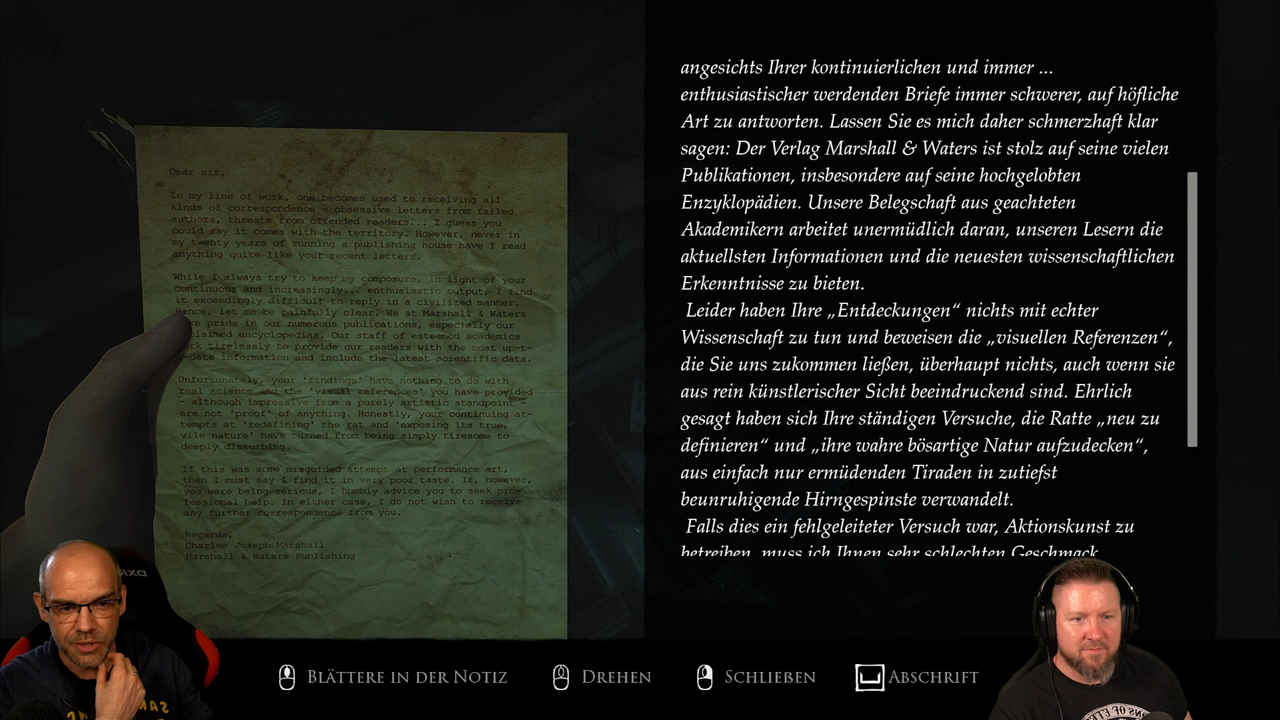 Dear sir,
In my line of work, one becomes used to receiving all
kinds of correspondence - obsessive letters from failed
authors, threats from offended readers... I guess you
could say it comes with the territory. However, never in
my twenty years of running a publishing house have I read
anything quite like your recent letters.
While I always try to keep my composure, in light of your
continuous and increasingly... enthusiastic output, I find
it exceedingly difficult to reply in a civilized manner.
Hence, let me be painfully clear. We at Marshall & Waters
ke pride in our numerous publications, especially our
claimed encyclopedias. Our staff of esteemed academics
rk tirelessly to provide our readers with the most up-t-
-date information and include the latest scientific data.
Unfortunately, your 'findings' have nothing to do with
real science and the 'visual references' you have provided
- although impressive from a purely artistic standpoint -
are not 'proof' of anything. Honestly, your continuing at-
tempts at 'redefining' the rat and 'exposing its true,
vile nature' have turned from being simply tiresome to
deeply disturbing.
If this was some misguided attempt at performance art,
then I must say I find it in very poor taste. If, however,
you were being serious, I humbly advice you to seek pro-
fessional help. In either case, I do not wish to receive
any further correspondence from you.
Regards,
Charles Joseph Marshall
Marshall & Waters Publishing
angesichts Ihrer kontinuierlichen und immer ...
enthusiastischer werdenden Briefe immer schwerer, auf höfliche
Art zu antworten. Lassen Sie es mich daher schmerzhaft klar
sagen: Der Verlag Marshall & Waters ist stolz auf seine vielen
Publikationen, insbesondere auf seine hochgelobten
Enzyklopädien. Unsere Belegschaft aus geachteten
Akademikern arbeitet unermüdlich daran, unseren Lesern die
aktuellsten Informationen und die neuesten wissenschaftlichen
Erkenntnisse zu bieten.
Leider haben Ihre „Entdeckungen“ nichts mit echter
Wissenschaft zu tun und beweisen die „visuellen Referenzen“,
die Sie uns zukommen ließen, überhaupt nichts, auch wenn sie
aus rein künstlerischer Sicht beeindruckend sind. Ehrlich
gesagt haben sich Ihre ständigen Versuche, die Ratte „neu zu
definieren“ und „ihre wahre bösartige Natur aufzudecken“,
aus einfach nur ermüdenden Tiraden in zutiefst
beunruhigende Hirngespinste verwandelt.
Falls dies ein fehlgeleiteter Versuch war, Aktionskunst zu
betreiben, muss ich Ihnen sehr schlechten Geschmack
BLÄTTERE IN DER NOTIZ
DREHEN
SCHLIEßEN
ABSCHRIFT